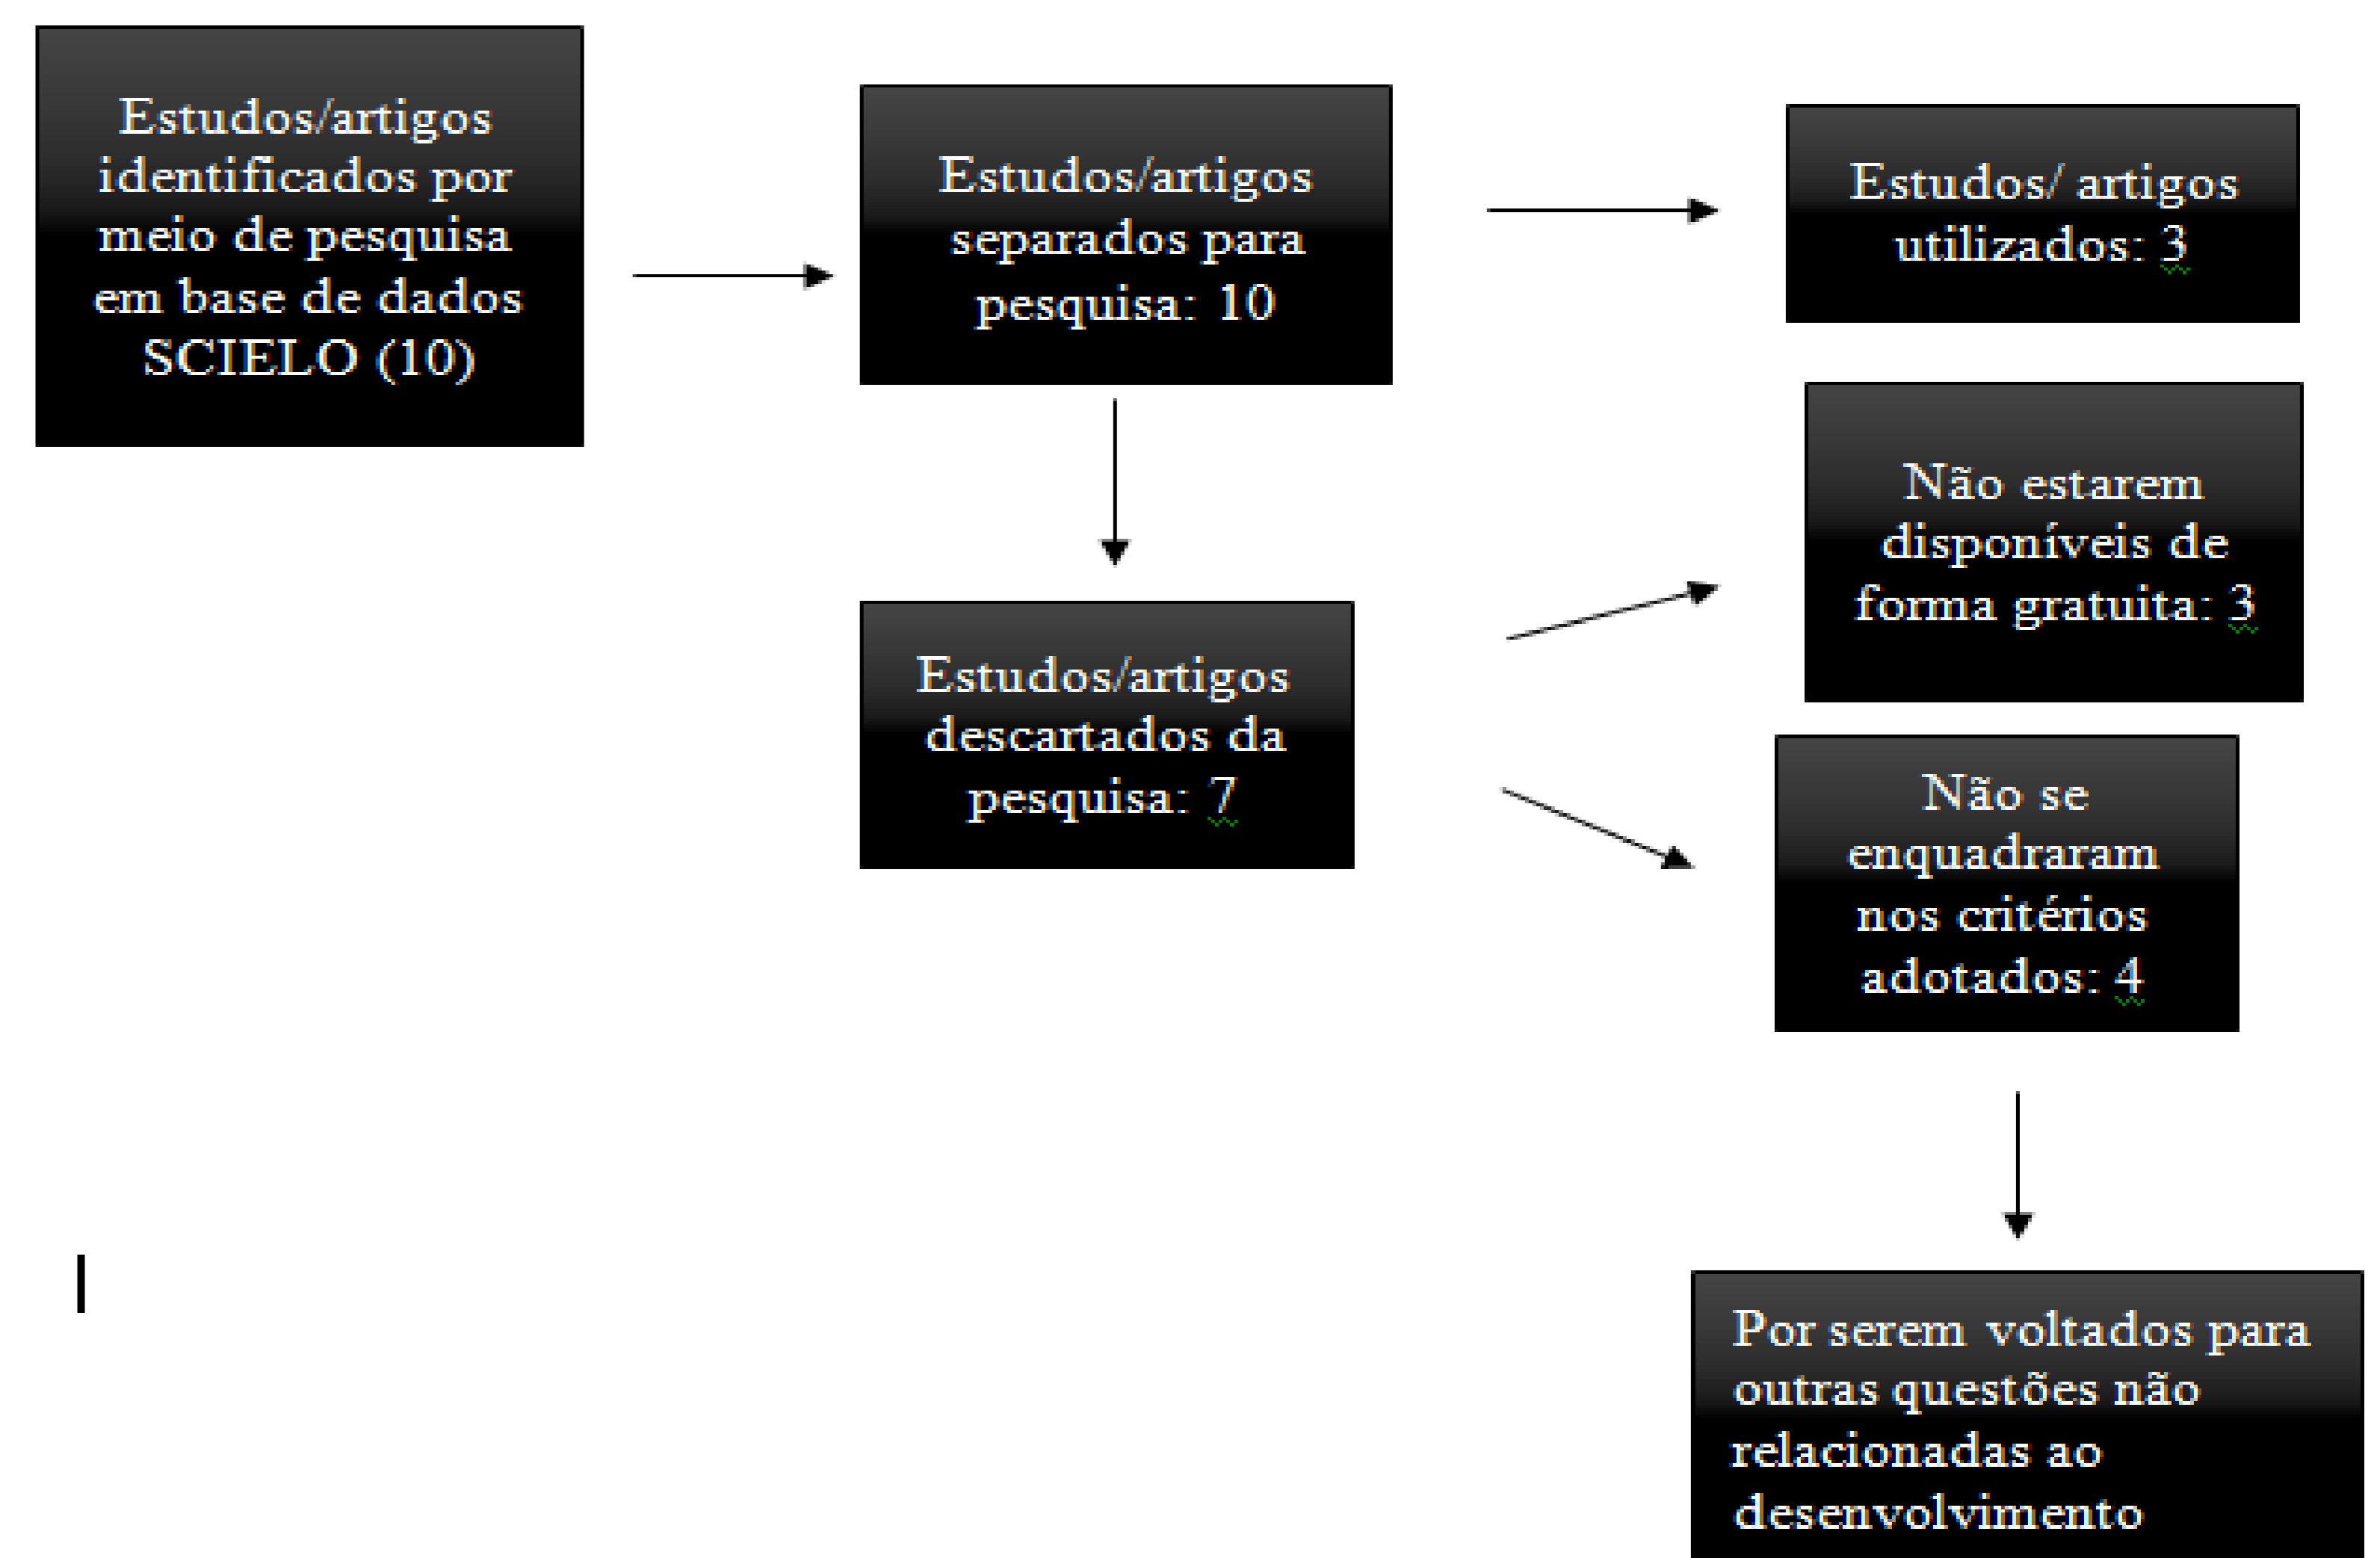 Estudos/artigos
identificados por
meio de pesquisa
em base de dados
SCIELO (10)
Estudos/artigos
separados para
pesquisa: 10
Estudos/ artigos
utilizados: 3
Não estarem
disponíveis de
forma gratuita: 3
Estudos/artigos
descartados da
pesquisa: 7
Não se
enquadraram
nos critérios
adotados: 4
Por serem voltados para
outras questões não
relacionadas ao
desenvolvimento